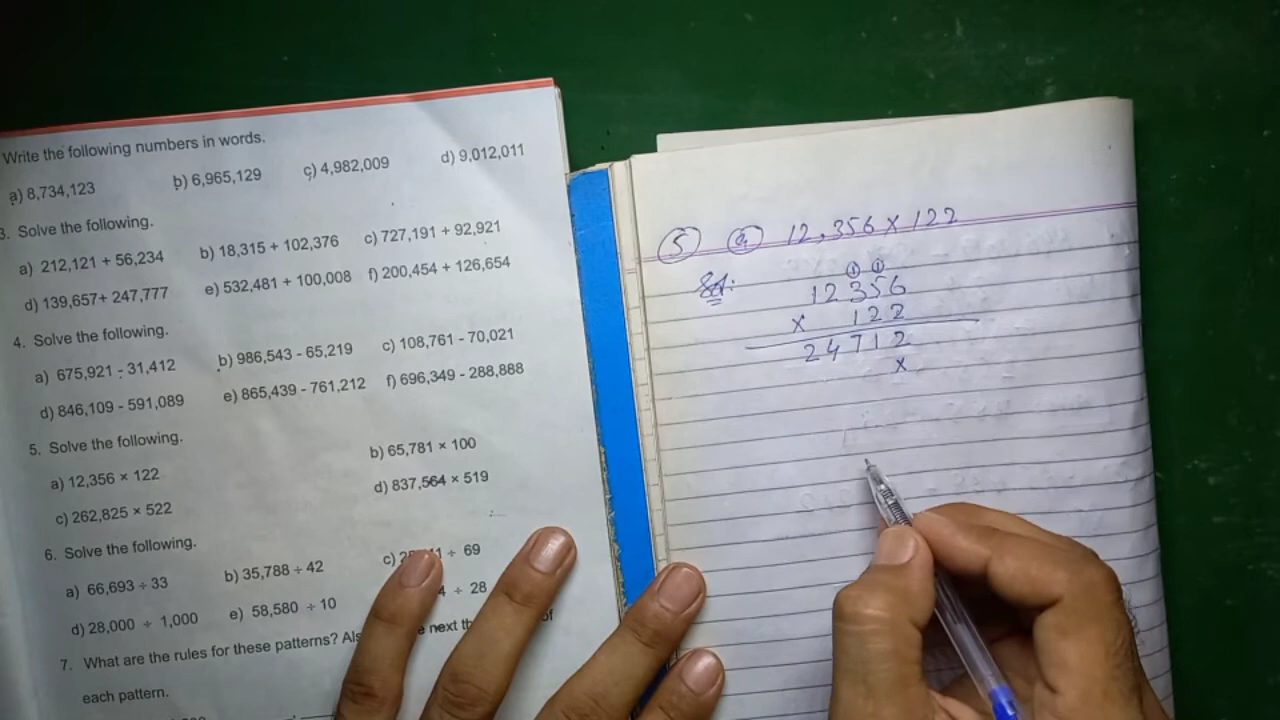 Write the following numbers in words.
a) 8,734,123 b) 6,965,129 c) 4,982,009 d) 9,012,011
3. Solve the following.
a) 212,121 + 56,234 b) 18,315 + 102,376 c) 727,191 + 92,921
d) 139,657+ 247,777 e) 532,481 + 100,008 f) 200,454 + 126,654
4. Solve the following.
a) 675,921 - 31,412 b) 986,543 - 65,219 c) 108,761 - 70,021
d) 846,109 - 591,089 e) 865,439 - 761,212 f) 696,349 - 288,888
5. Solve the following.
a) 12,356 × 122 b) 65,781 × 100
c) 262,825 × 522 d) 837,564 × 519
6. Solve the following.
a) 66,693 ÷ 33 b) 35,788 ÷ 42 c) ÷ 69
d) 28,000 ÷ 1,000 e) 58,580 ÷ 10 4 ÷ 28
7. What are the rules for these patterns? next of
each pattern.
5 a 12,356 x 122
Sol:
1 1
12356
x 122
24712
x